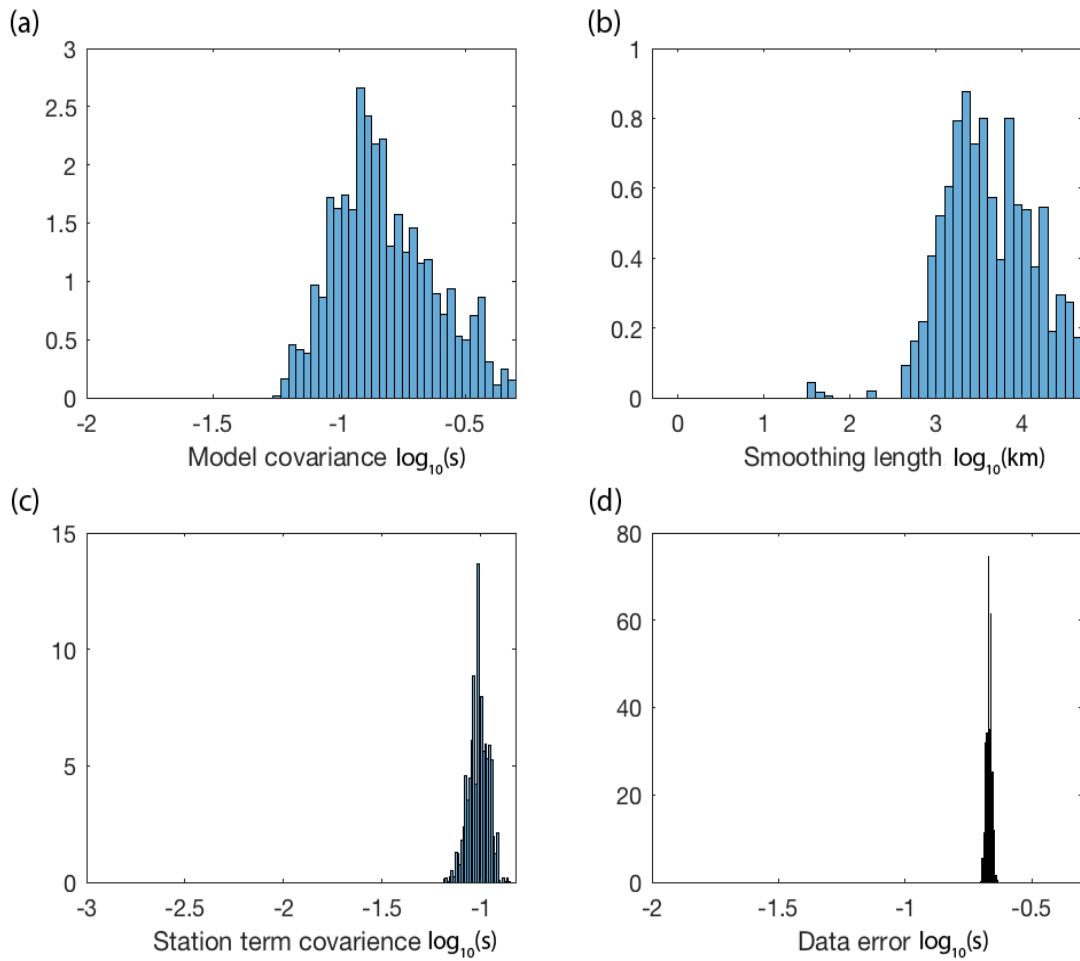 (a)
3
2.5
2
1.5
1
0.5
0
-2 -1.5 -1 -0.5
Model covariance log10(s)
(b)
1
0.8
0.6
0.4
0.2
0
0 1 2 3 4
Smoothing length log10(km)
(c)
15
10
5
0
-3 -2.5 -2 -1.5 -1
Station term covarience log10(s)
(d)
80
60
40
20
0
-2 -1.5 -1 -0.5
Data error log10(s)